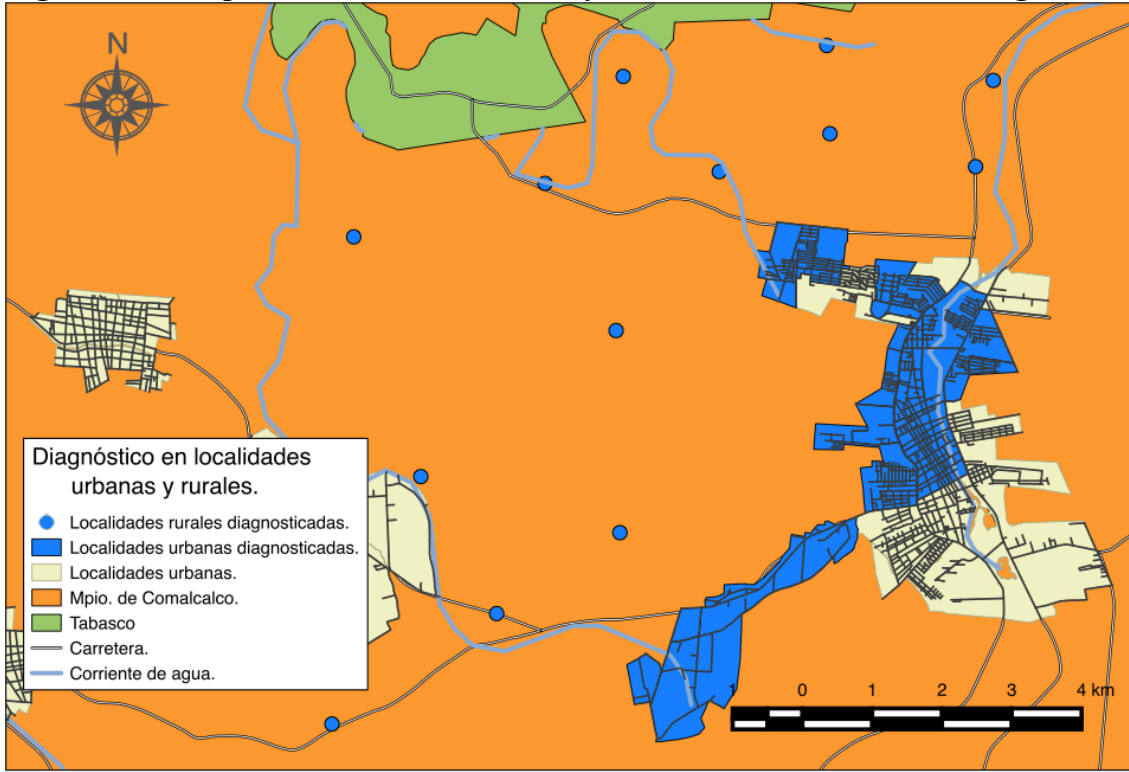 N
Diagnóstico en localidades
urbanas y rurales.
Localidades rurales diagnosticadas.
Localidades urbanas diagnosticadas.
Localidades urbanas.
Mpio. de Comalcalco.
Tabasco
Carretera.
Corriente de agua.
1 0 1 2 3 4 km